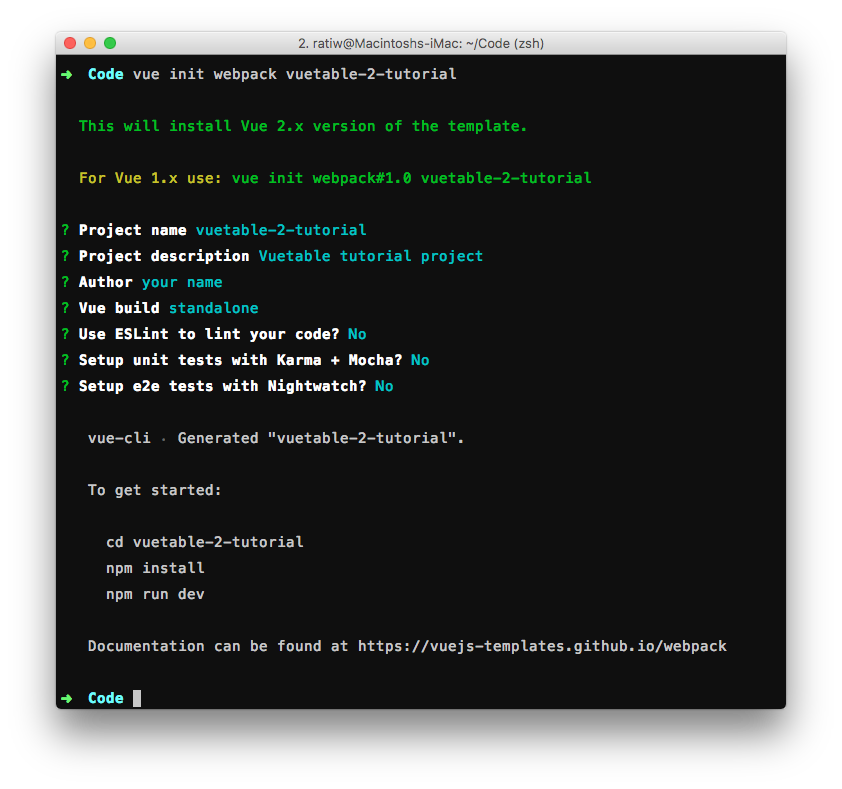 2. ratiw@Macintoshs-iMac: ~/Code (zsh)
➜ Code vue init webpack vuetable-2-tutorial
This will install Vue 2.x version of the template.
For Vue 1.x use: vue init webpack#1.0 vuetable-2-tutorial
? Project name vuetable-2-tutorial
? Project description Vuetable tutorial project
? Author your name
? Vue build standalone
? Use ESLint to lint your code? No
? Setup unit tests with Karma + Mocha? No
? Setup e2e tests with Nightwatch? No
vue-cli · Generated "vuetable-2-tutorial".
To get started:
cd vuetable-2-tutorial
npm install
npm run dev
Documentation can be found at https://vuejs-templates.github.io/webpack
➜ Code